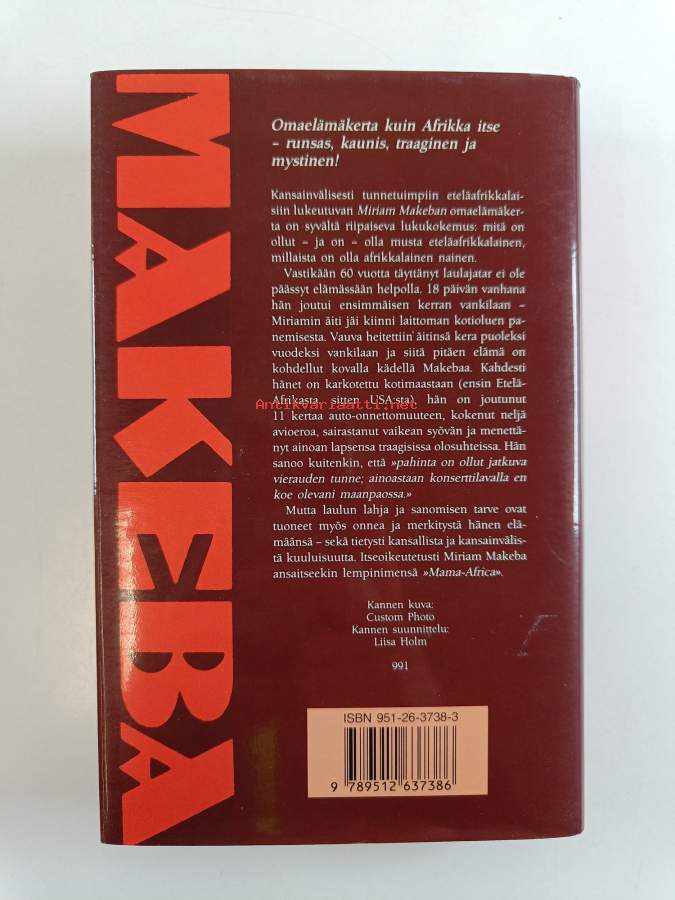 MAKEBA
Omaelämäkerta kuin Afrikka itse
– runsas, kaunis, traaginen ja
mystinen!
Kansainvälisesti tunnetuimpiin eteläafrikkalai-
siin lukeutuvan Miriam Makeban omaelämäker-
ta on syvältä riipaiseva lukukokemus: mitä on
ollut – ja on – olla musta eteläafrikkalainen,
millaista on olla afrikkalainen nainen.
Vastikään 60 vuotta täyttänyt laulajatar ei ole
päässyt elämässään helpolla. 18 päivän vanhana
hän joutui ensimmäisen kerran vankilaan –
Miriamin äiti jäi kiinni laittoman kotioluen pa-
nemisesta. Vauva heitettiin äitinsä kera puoleksi
vuodeksi vankilaan ja siitä pitäen elämä on
kohdellut kovalla kädellä Makebaa. Kahdesti
hänet on karkotettu kotimaastaan (ensin Etelä-
Afrikasta, sitten USA:sta), hän on joutunut
Antikvariaatti.net
11 kertaa auto-onnettomuuteen, kokenut neljä
avioeroa, sairastanut vaikean syövän ja menettä-
nyt ainoan lapsensa traagisissa olosuhteissa. Hän
sanoo kuitenkin, että »pahinta on ollut jatkuva
vierauden tunne; ainoastaan konserttilavalla en
koe olevani maanpaossa.»
Mutta laulun lahja ja sanomisen tarve ovat
tuoneet myös onnea ja merkitystä hänen elä-
määnsä – sekä tietysti kansallista ja kansainvälis-
tä kuuluisuutta. Itseoikeutetusti Miriam Makeba
ansaitseekin lempinimensä »Mama-Africa».
Kannen kuva:
Custom Photo
Kannen suunnittelu:
Liisa Holm
991
ISBN 951-26-3738-3
9 789512 637386